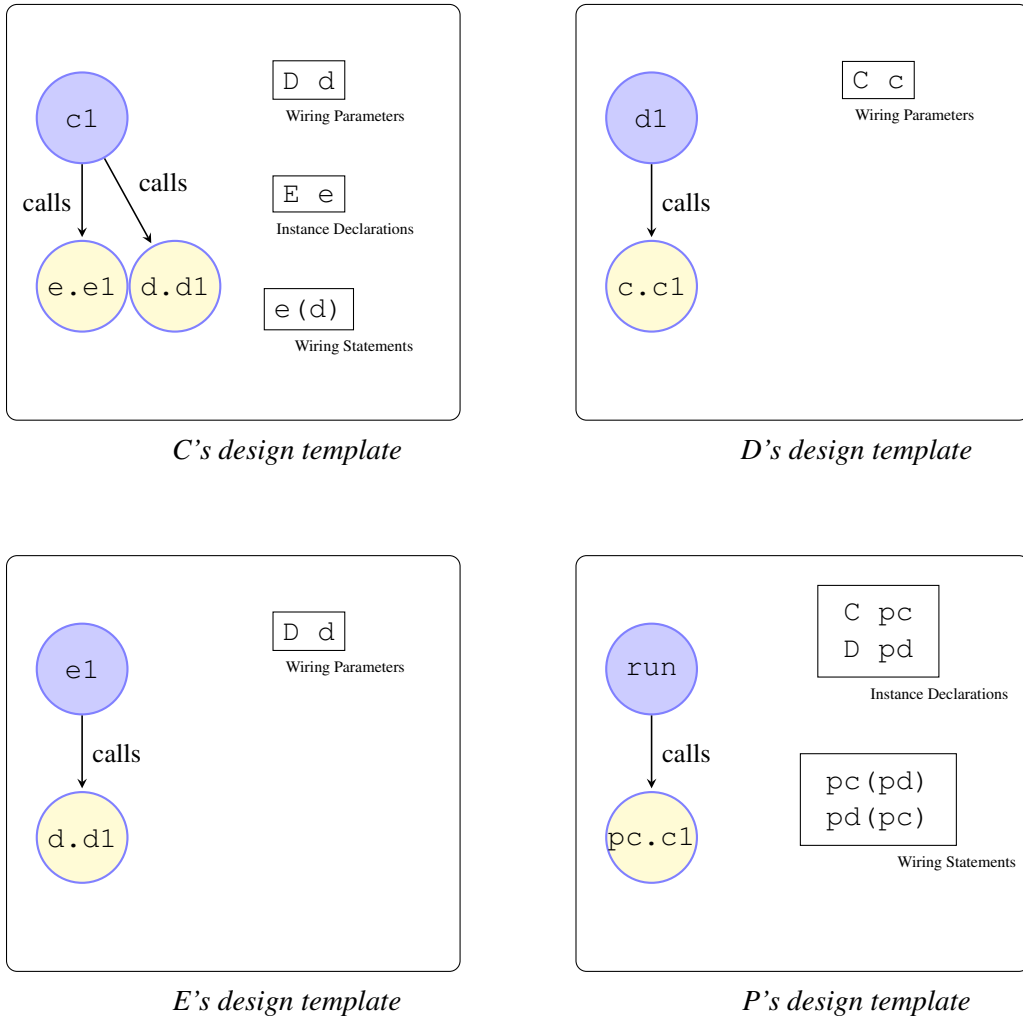 D d
Wiring Parameters
c1
calls
calls
E e
Instance Declarations
e.e1
d.d1
e(d)
Wiring Statements
C's design template
C c
Wiring Parameters
d1
calls
c.c1
D's design template
D d
Wiring Parameters
e1
calls
d.d1
E's design template
C pc
D pd
Instance Declarations
run
calls
pc(pd)
pd(pc)
Wiring Statements
pc.c1
P's design template